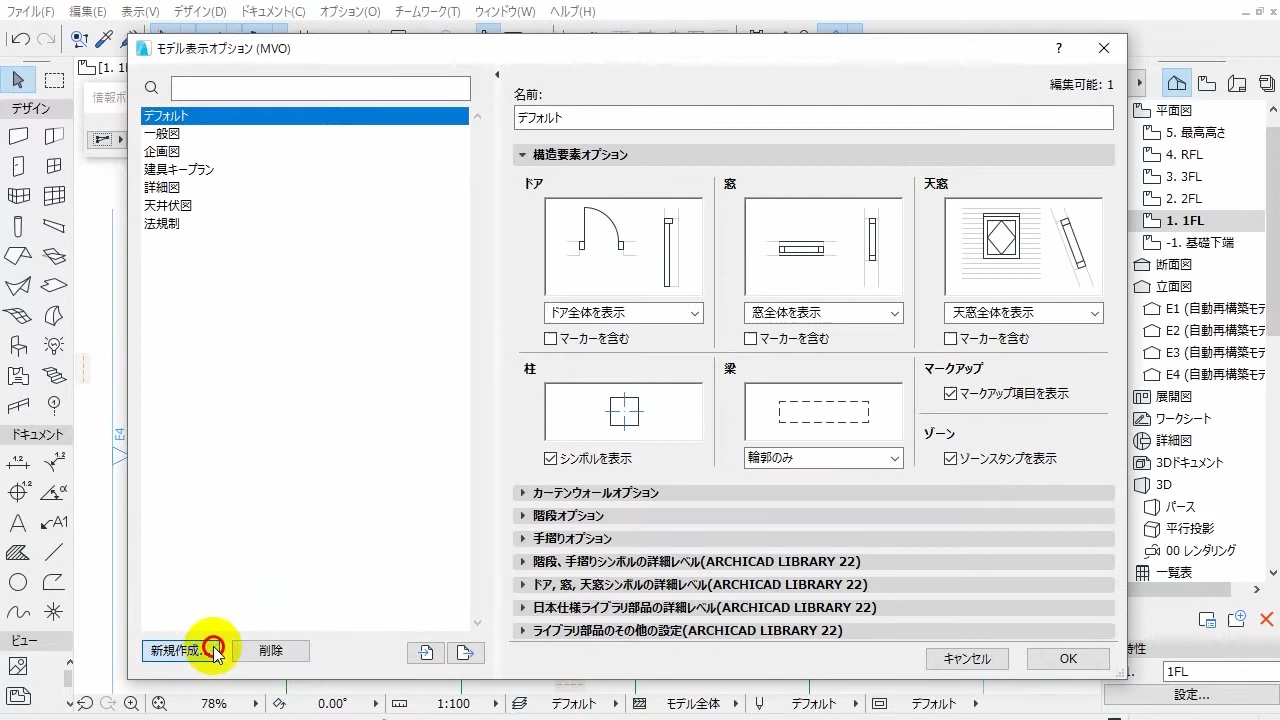 ファイル(F) 編集(E) 表示(V) デザイン(D) ドキュメント(C) オプション(O) チームワーク(T) ウィンドウ(W) ヘルプ(H)
モデル表示オプション (MVO)
?
[1. 1
情報ボ
デザイン
ドキュメント
1.2
1.2
1.2
A
A1
ビュー
E4
デフォルト
一般図
企画図
建具キープラン
詳細図
天井伏図
法規制
新規作成...
削除
編集可能: 1
名前:
デフォルト
構造要素オプション
ドア
窓
天窓
ドア全体を表示
窓全体を表示
天窓全体を表示
マーカーを含む
マーカーを含む
マーカーを含む
柱
梁
マークアップ
マークアップ項目を表示
ゾーン
シンボルを表示
輪郭のみ
ゾーンスタンプを表示
カーテンウォールオプション
階段オプション
手摺りオプション
階段、手摺りシンボルの詳細レベル(ARCHICAD LIBRARY 22)
ドア, 窓, 天窓シンボルの詳細レベル(ARCHICAD LIBRARY 22)
日本仕様ライブラリ部品の詳細レベル(ARCHICAD LIBRARY 22)
ライブラリ部品のその他の設定(ARCHICAD LIBRARY 22)
キャンセル
OK
平面図
5. 最高高さ
4. RFL
3. 3FL
2. 2FL
1. 1FL
-1. 基礎下端
断面図
立面図
E1 (自動再構築モデ
E2 (自動再構築モデ
E3 (自動再構築モデ
E4 (自動再構築モデ
展開図
ワークシート
詳細図
3Dドキュメント
3D
パース
平行投影
00 レンダリング
一覧表
特性
1.
1FL
設定...
78%
0.00°
1:100
デフォルト
モデル全体
デフォルト
デフォルト